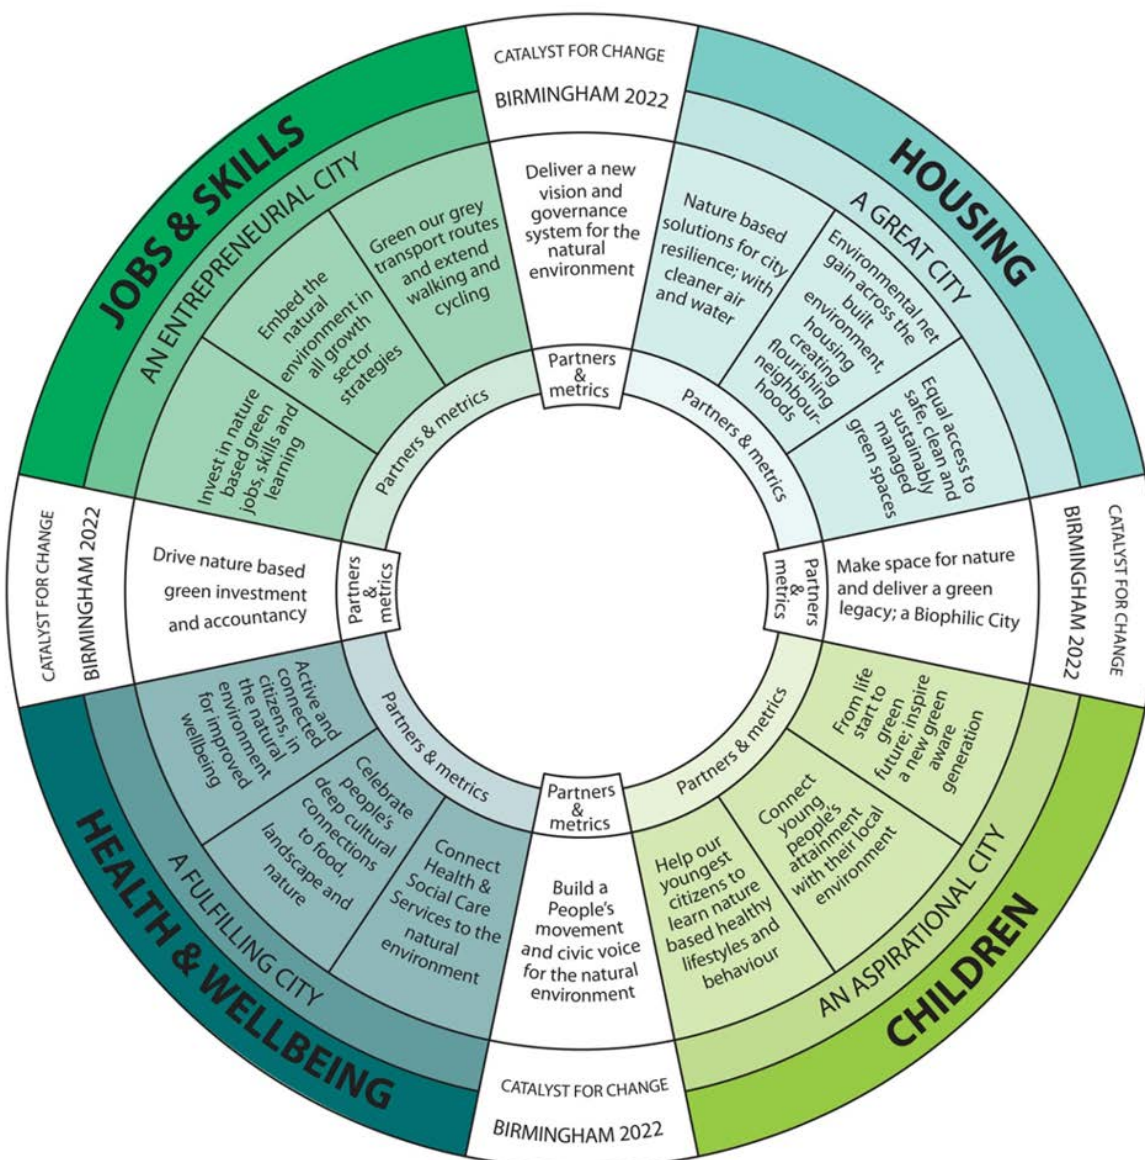 CATALYST FOR CHANGE
BIRMINGHAM 2022
Deliver a new
vision and
governance
system for the
natural
environment
Partners
&
metrics
HOUSING
A GREAT CITY
Nature based
solutions for city
resilience; with
cleaner air
and water
Environmental net
gain across the
built
environment,
housing
creating
flourishing
neighbour-
hoods
Equal access to
safe, clean and
sustainably
managed
green spaces
Partners & metrics
CATALYST FOR CHANGE
BIRMINGHAM 2022
Make space for nature
and deliver a green
legacy; a Biophilic City
Partners
&
metrics
CHILDREN
AN ASPIRATIONAL CITY
From life
start to
green
future; inspire
a new green
aware
generation
Connect
young
people's
attainment
with their local
environment
Help our
youngest
citizens to
learn nature
based healthy
lifestyles and
behaviour
Partners & metrics
Partners
&
metrics
Build a
People's
movement
and civic voice
for the natural
environment
CATALYST FOR CHANGE
BIRMINGHAM 2022
HEALTH & WELLBEING
A FULFILLING CITY
Connect
Health &
Social Care
Services to the
natural
environment
Celebrate
people's
deep cultural
connections
to food,
landscape and
nature
Active and
connected
citizens, in
the natural
environment
for improved
wellbeing
Partners & metrics
CATALYST FOR CHANGE
BIRMINGHAM 2022
Drive nature based
green investment
and accountancy
Partners
&
metrics
JOBS & SKILLS
AN ENTREPRENEURIAL CITY
Invest in nature
based green
jobs, skills and
learning
Embed the
natural
environment in
all growth
sector
strategies
Green our grey
transport routes
and extend
walking and
cycling
Partners & metrics